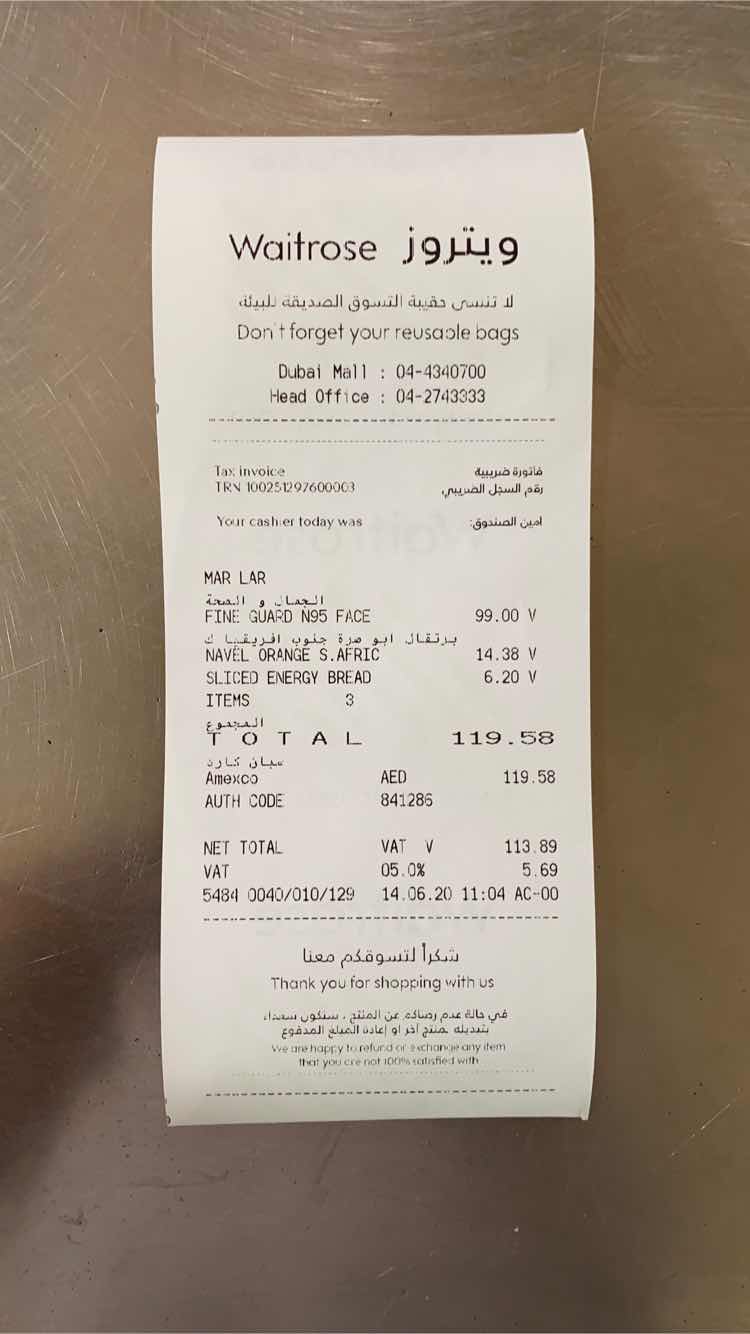 Waitrose ويتروز
لا تنسى حقيبة التسوق الصديقة للبيئة
Don't forget your reusable bags
Dubai Mall : 04-4340700
Head Office : 04-2743333
Tax invoice فاتورة ضريبية
TRN 100251297600003 رقم السجل الضريبي
Your cashier today was امين الصندوق:
MAR LAR
الجمال و الصحة
FINE GUARD N95 FACE 99.00 V
برتقال ابو صرة جنوب افريقيا ك
NAVEL ORANGE S.AFRIC 14.38 V
SLICED ENERGY BREAD 6.20 V
ITEMS 3
المجموع
TOTAL 119.58
كارد
Amexco AED 119.58
AUTH CODE 841286
NET TOTAL VAT V 113.89
VAT 05.0% 5.69
5484 0040/010/129 14.06.20 11:04 AC-00
شكراً لتسوقكم معنا
Thank you for shopping with us
في حالة عدم رضاكم عن المنتج ، سنكون سعداء
بتبديله بمنتج آخر او إعادة المبلغ المدفوع
We are happy to refund or exchange any item
that you are not 100% satisfied with